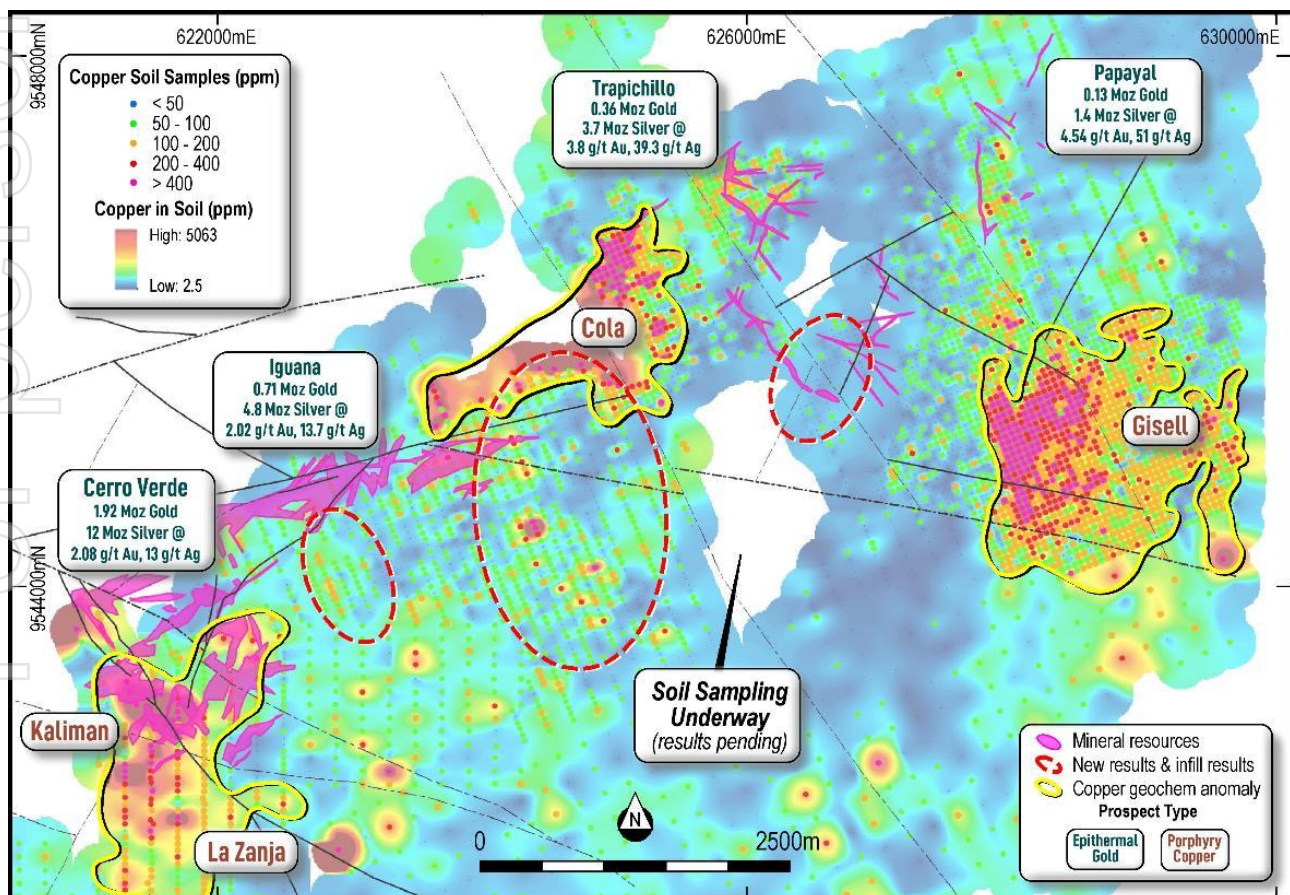 622000mE
626000mE
630000mE
9548000mN
9544000mN
Copper Soil Samples (ppm)
< 50
50 - 100
100 - 200
200 - 400
> 400
Copper in Soil (ppm)
High: 5063
Low: 2.5
Trapichillo
0.36 Moz Gold
3.7 Moz Silver @
3.8 g/t Au, 39.3 g/t Ag
Papayal
0.13 Moz Gold
1.4 Moz Silver @
4.54 g/t Au, 51 g/t Ag
Cola
Iguana
0.71 Moz Gold
4.8 Moz Silver @
2.02 g/t Au, 13.7 g/t Ag
Gisell
Cerro Verde
1.92 Moz Gold
12 Moz Silver @
2.08 g/t Au, 13 g/t Ag
Kaliman
La Zanja
Soil Sampling
Underway
(results pending)
N
0 2500m
Mineral resources
New results & infill results
Copper geochem anomaly
Prospect Type
Epithermal
Gold
Porphyry
Copper